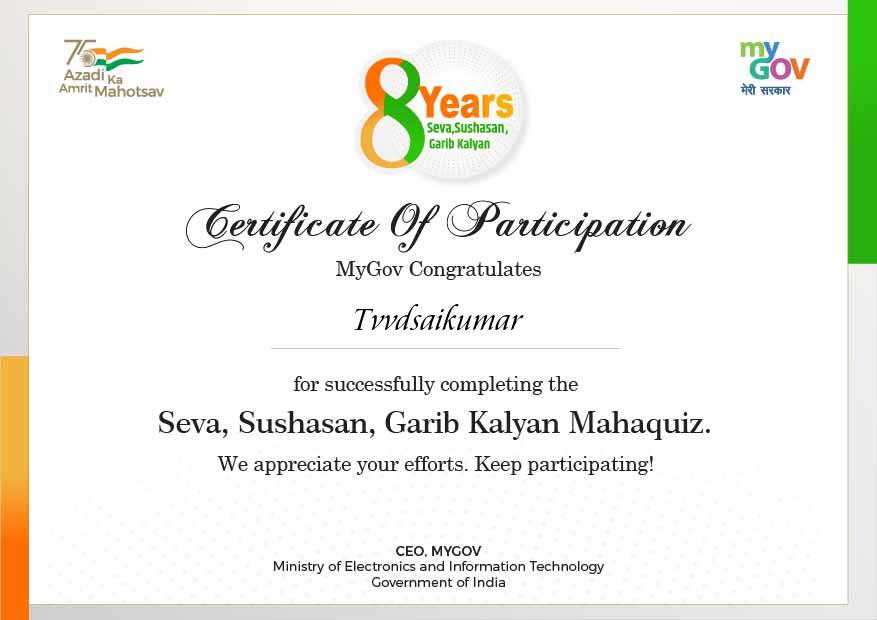 75
Azadi Ka
Amrit Mahotsav
8 Years
Seva,Sushasan,
Garib Kalyan
my
GOV
मेरी सरकार
Certificate Of Participation
MyGov Congratulates
Tvvdsaikumar
for successfully completing the
Seva, Sushasan, Garib Kalyan Mahaquiz.
We appreciate your efforts. Keep participating!
CEO, MYGOV
Ministry of Electronics and Information Technology
Government of India